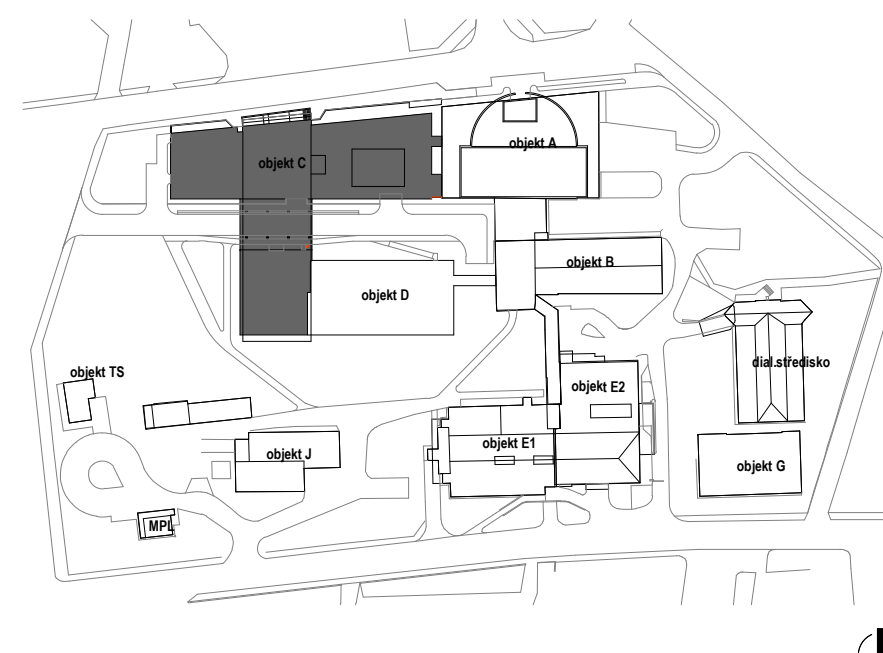 objekt A
objekt C
objekt B
objekt D
dial.středisko
objekt TS
objekt E2
objekt E1
objekt J
objekt G
MPL